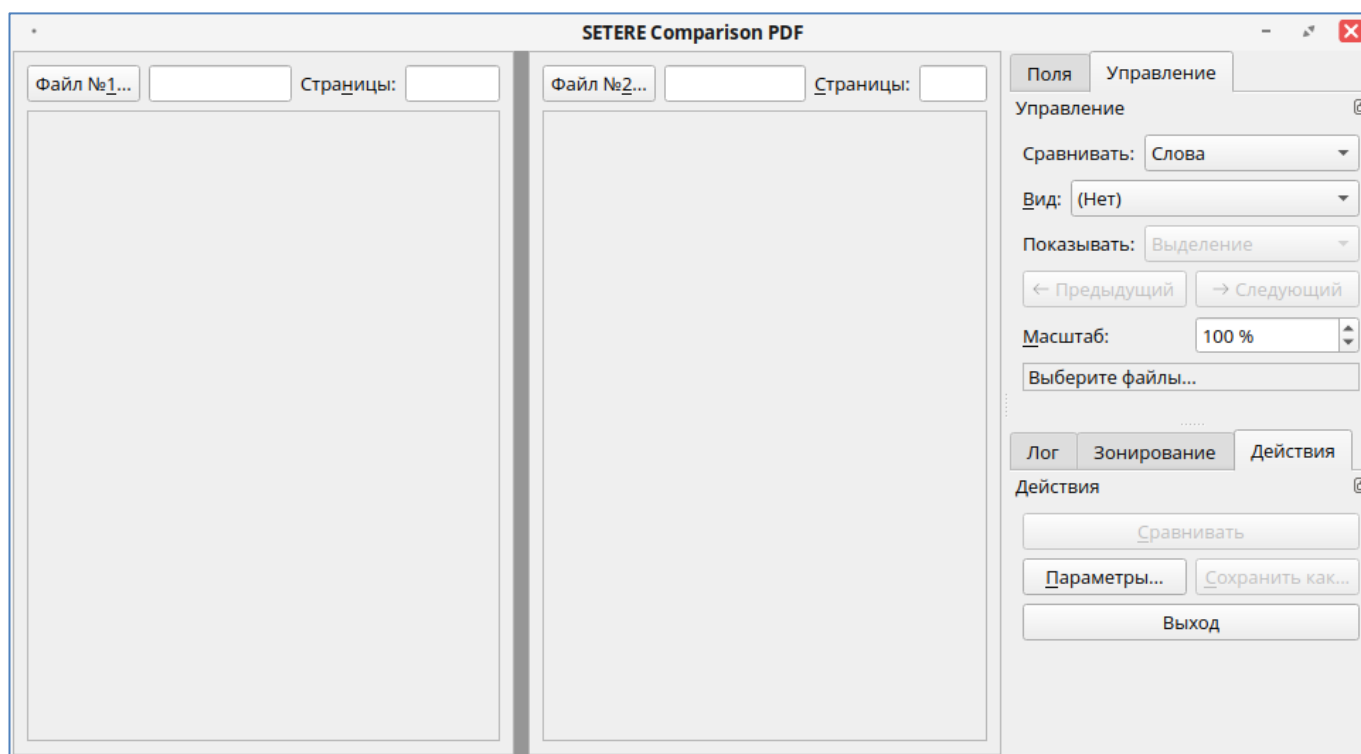 SETERE Comparison PDF
Файл №1... Страницы:
Файл №2... Страницы:
Поля Управление
Управление
Сравнивать: Слова
Вид: (Нет)
Показывать: Выделение
← Предыдущий → Следующий
Масштаб: 100 %
Выберите файлы...
Лог Зонирование Действия
Действия
Сравнивать
Параметры... Сохранить как...
Выход